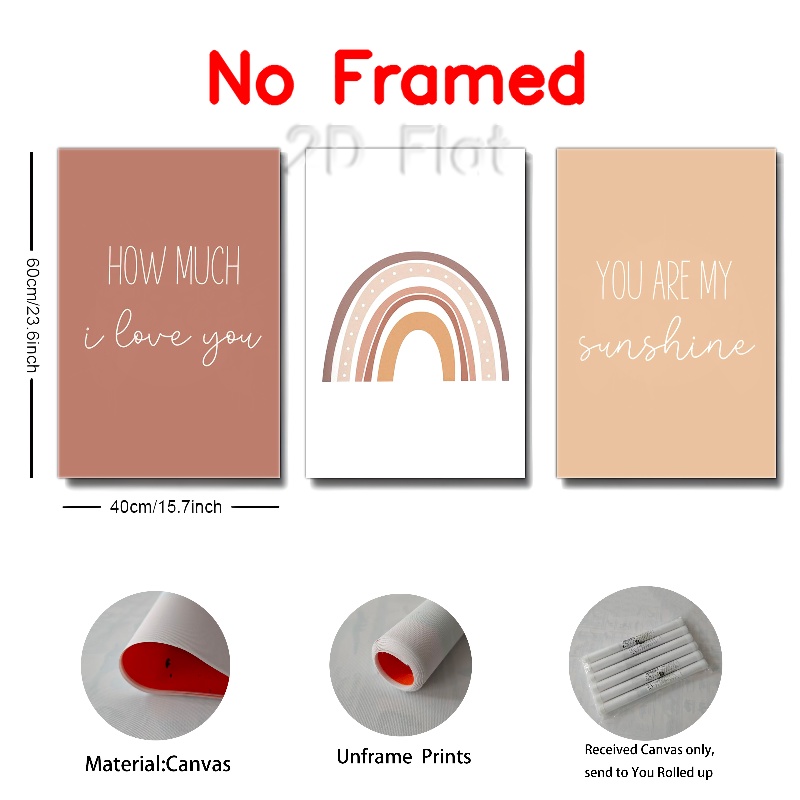 No Framed
2D Flat
60cm/23.6inch
HOW MUCH
i love you
YOU ARE MY
sunshine
40cm/15.7inch
Material:Canvas
Unframe Prints
Received Canvas only,
send to You Rolled up